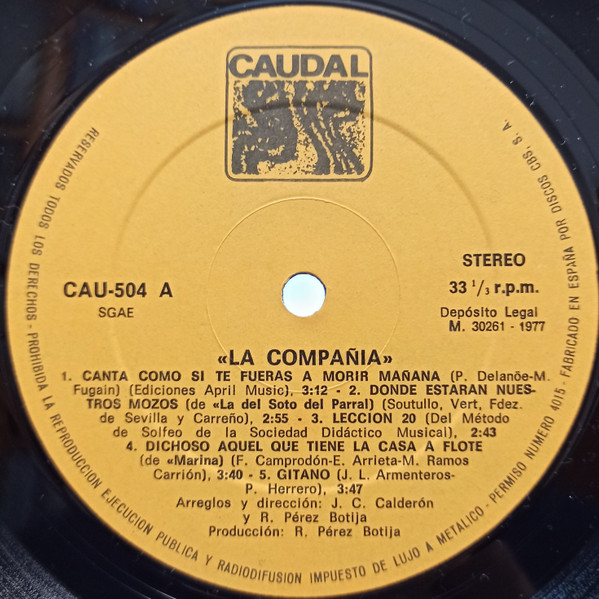 CAUDAL
CAU-504 A
SGAE
STEREO
33 1/3 r.p.m.
Depósito Legal
M. 30261 - 1977
«LA COMPAÑIA»
1. CANTA COMO SI TE FUERAS A MORIR MAÑANA (P. Delanöe-M.
Fugain) (Ediciones April Music), 3:12 - 2. DONDE ESTARAN NUES-
TROS MOZOS (de «La del Soto del Parral) (Soutullo, Vert, Fdez.
de Sevilla y Carreño), 2:55 - 3. LECCION 20 (Del Método
de Solfeo de la Sociedad Didáctico Musical), 2:43
4. DICHOSO AQUEL QUE TIENE LA CASA A FLOTE
(de «Marina) (F. Camprodón-E. Arrieta-M. Ramos
Carrión), 3:40 - 5. GITANO (J. L. Armenteros-
P. Herrero), 3:47
Arreglos y dirección: J. C. Calderón
y R. Pérez Botija
Producción: R. Pérez Botija
RESERVADOS TODOS LOS DERECHOS - PROHIBIDA LA REPRODUCCION EJECUCION PUBLICA Y RADIODIFUSION IMPUESTO DE LUJO A METALICO - PERMISO NUMERO 4015 - FABRICADO EN ESPAÑA POR DISCOS CBS, S. A.